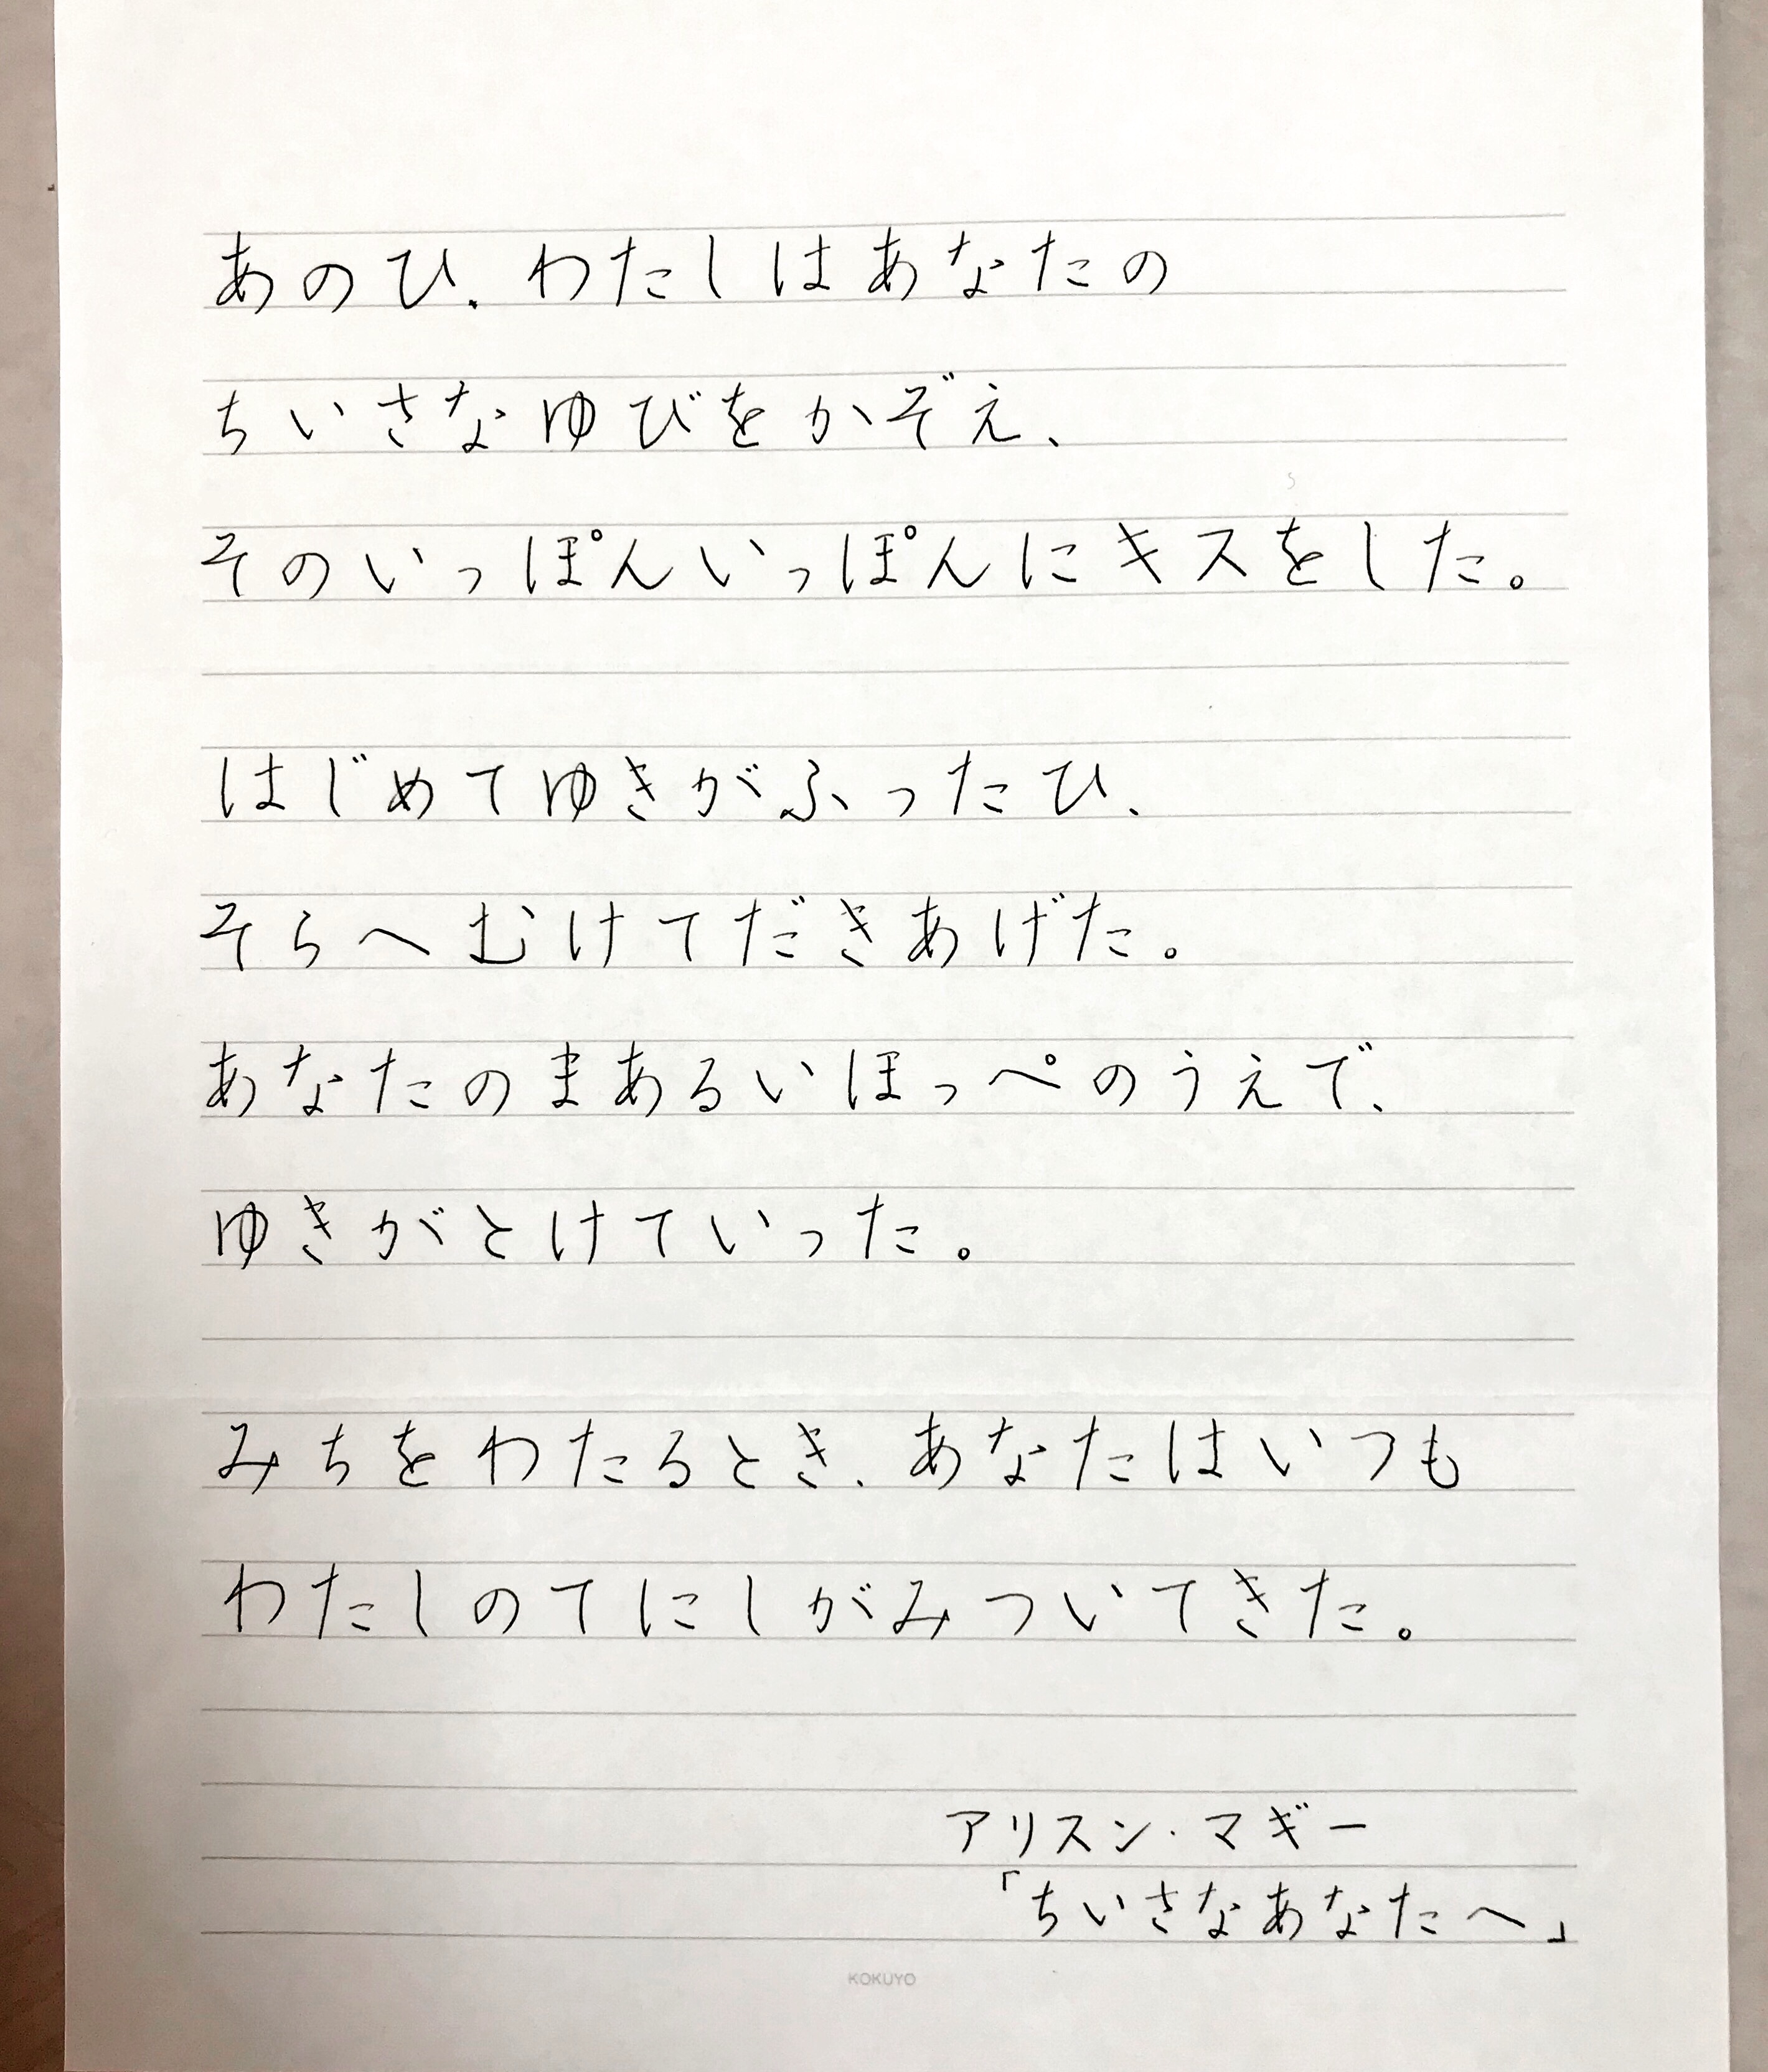 あのひ、わたしはあなたの
ちいさなゆびをかぞえ、
そのいっぽんいっぽんにキスをした。
はじめてゆきがふったひ、
そらへむけてだきあげた。
あなたのまあるいほっぺのうえで、
ゆきがとけていった。
みちをわたるとき、あなたはいつも
わたしのてにしがみついてきた。
アリスン・マギー
「ちいさなあなたへ」
KOKUYO